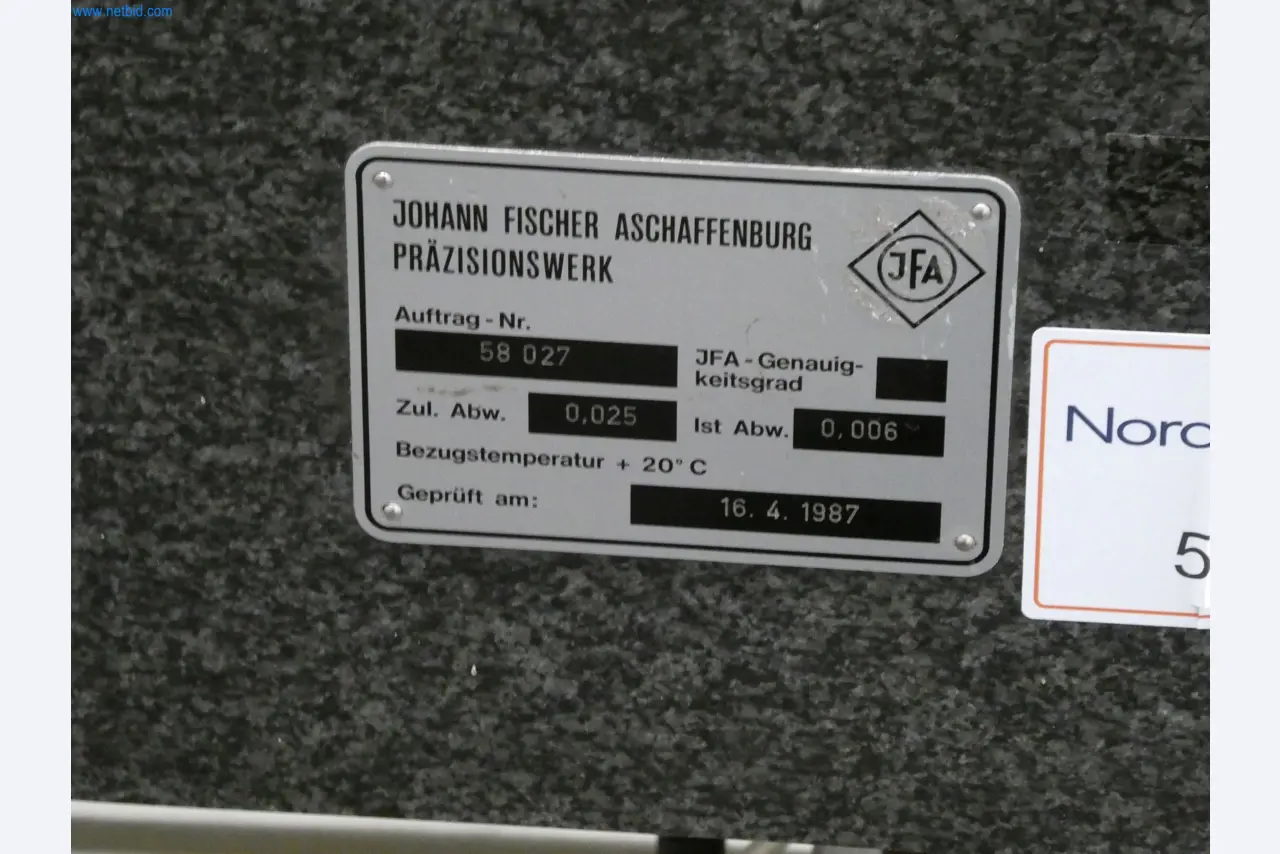 www.netbid.com
JOHANN FISCHER ASCHAFFENBURG
PRÄZISIONSWERK
JFA
Auftrag-Nr.
58 027
JFA-Genauig-
keitsgrad
Zul. Abw. 0,025
Ist Abw. 0,006
Bezugstemperatur + 20° C
Geprüft am: 16. 4. 1987
5